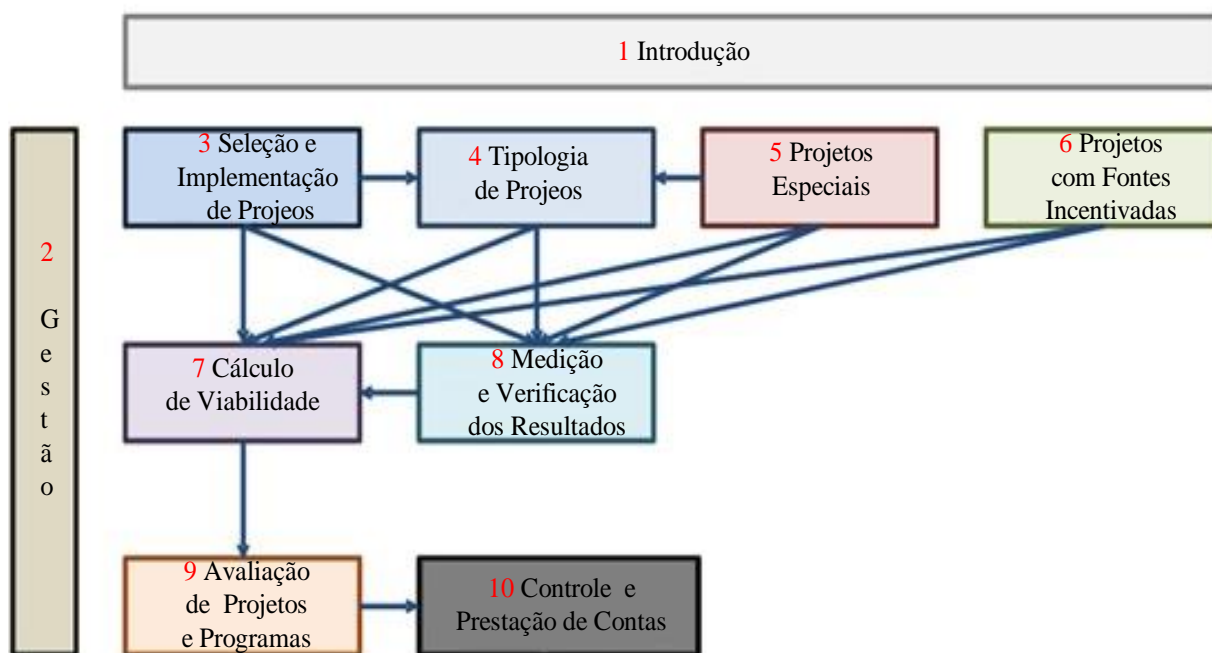 1 Introdução
2
G
e
s
t
ã
o
3 Seleção e
Implementação
de Projeos
4 Tipologia
de Projeos
5 Projetos
Especiais
6 Projetos
com Fontes
Incentivadas
7 Cálculo
de Viabilidade
8 Medição
e Verificação
dos Resultados
9 Avaliação
de Projetos
e Programas
10 Controle e
Prestação de Contas